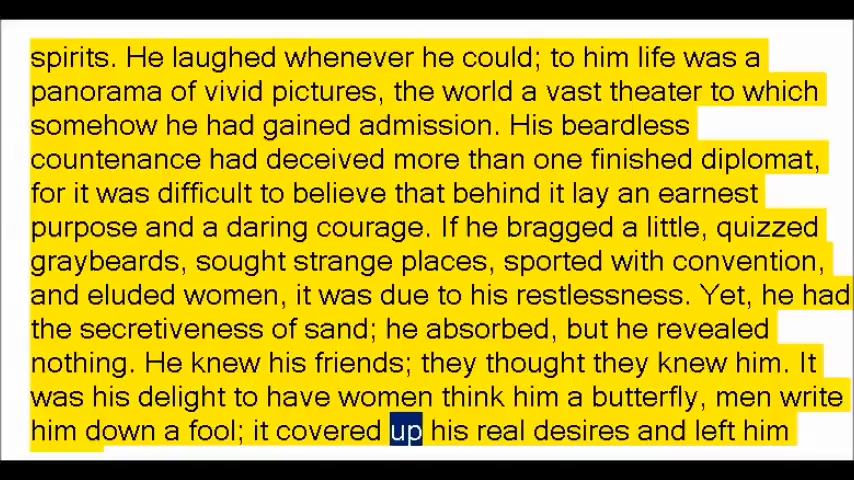 spirits. He laughed whenever he could; to him life was a
panorama of vivid pictures, the world a vast theater to which
somehow he had gained admission. His beardless
countenance had deceived more than one finished diplomat,
for it was difficult to believe that behind it lay an earnest
purpose and a daring courage. If he bragged a little, quizzed
graybeards, sought strange places, sported with convention,
and eluded women, it was due to his restlessness. Yet, he had
the secretiveness of sand; he absorbed, but he revealed
nothing. He knew his friends; they thought they knew him. It
was his delight to have women think him a butterfly, men write
him down a fool; it covered up his real desires and left him